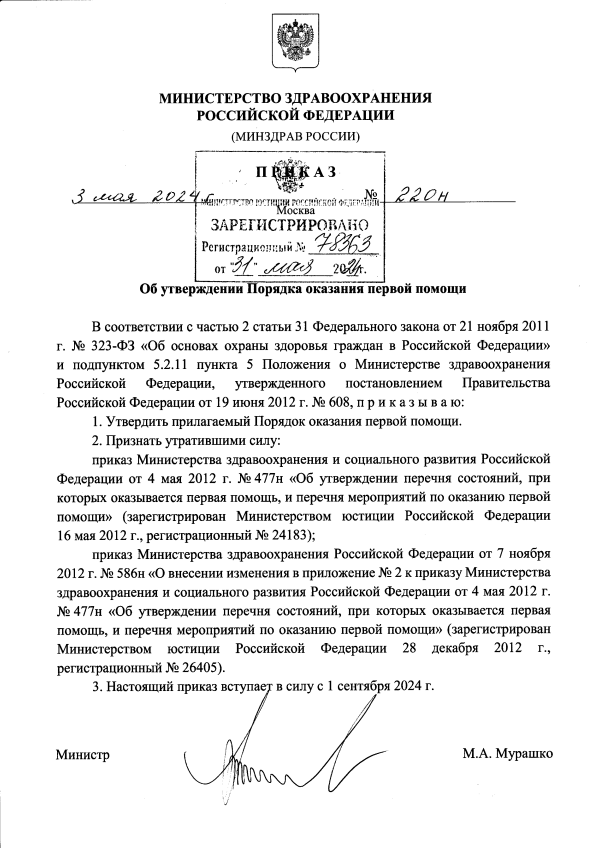 МИНИСТЕРСТВО ЗДРАВООХРАНЕНИЯ
РОССИЙСКОЙ ФЕДЕРАЦИИ
(МИНЗДРАВ РОССИИ)
П Р И К А З
3 мая 2024 г. № 220н
МИНИСТЕРСТВО ЮСТИЦИИ РОССИЙСКОЙ ФЕДЕРАЦИИ
Москва
ЗАРЕГИСТРИРОВАНО
Регистрационный № 78363
от "31" мая 2024г.
Об утверждении Порядка оказания первой помощи
В соответствии с частью 2 статьи 31 Федерального закона от 21 ноября 2011
г. № 323-ФЗ «Об основах охраны здоровья граждан в Российской Федерации»
и подпунктом 5.2.11 пункта 5 Положения о Министерстве здравоохранения
Российской Федерации, утвержденного постановлением Правительства
Российской Федерации от 19 июня 2012 г. № 608, п р и к а з ы в а ю:
1. Утвердить прилагаемый Порядок оказания первой помощи.
2. Признать утратившими силу:
приказ Министерства здравоохранения и социального развития Российской
Федерации от 4 мая 2012 г. № 477н «Об утверждении перечня состояний, при
которых оказывается первая помощь, и перечня мероприятий по оказанию первой
помощи» (зарегистрирован Министерством юстиции Российской Федерации
16 мая 2012 г., регистрационный № 24183);
приказ Министерства здравоохранения Российской Федерации от 7 ноября
2012 г. № 586н «О внесении изменения в приложение № 2 к приказу Министерства
здравоохранения и социального развития Российской Федерации от 4 мая 2012 г.
№ 477н «Об утверждении перечня состояний, при которых оказывается первая
помощь, и перечня мероприятий по оказанию первой помощи» (зарегистрирован
Министерством юстиции Российской Федерации 28 декабря 2012 г.,
регистрационный № 26405).
3. Настоящий приказ вступает в силу с 1 сентября 2024 г.
Министр М.А. Мурашко